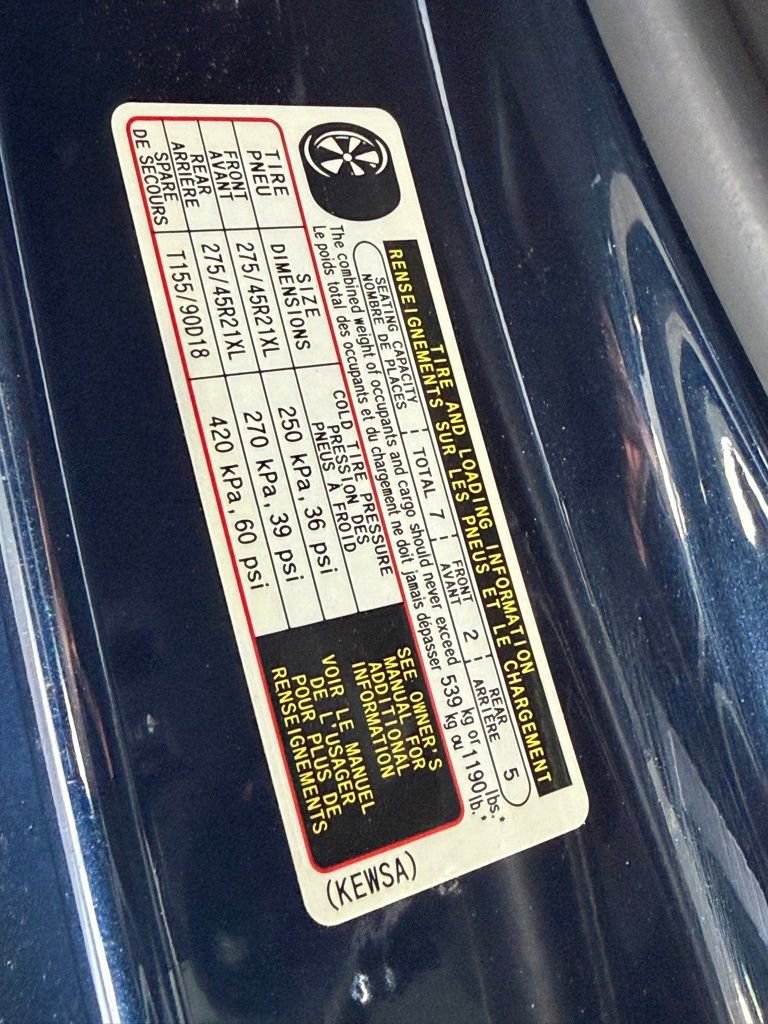 TIRE AND LOADING INFORMATION
RENSEIGNEMENTS SUR LES PNEUS ET LE CHARGEMENT
SEATING CAPACITY TOTAL 7 FRONT 2 REAR 5
NOMBRE DE PLACES AVANT ARRIÈRE
The combined weight of occupants and cargo should never exceed 539 kg or 1190 lbs.*
Le poids total des occupants et du chargement ne doit jamais dépasser kg ou lb.*
TIRE SIZE COLD TIRE PRESSURE
PNEU DIMENSIONS PRESSION DES
PNEUS À FROID
FRONT 275/45R21XL 250 kPa, 36 psi
AVANT
REAR 275/45R21XL 270 kPa, 39 psi
ARRIÈRE
SPARE T155/90D18 420 kPa, 60 psi
DE SECOURS
SEE OWNER'S
MANUAL FOR
ADDITIONAL
INFORMATION
VOIR LE MANUEL
DE L'USAGER
POUR PLUS DE
RENSEIGNEMENTS
(KEWSA)